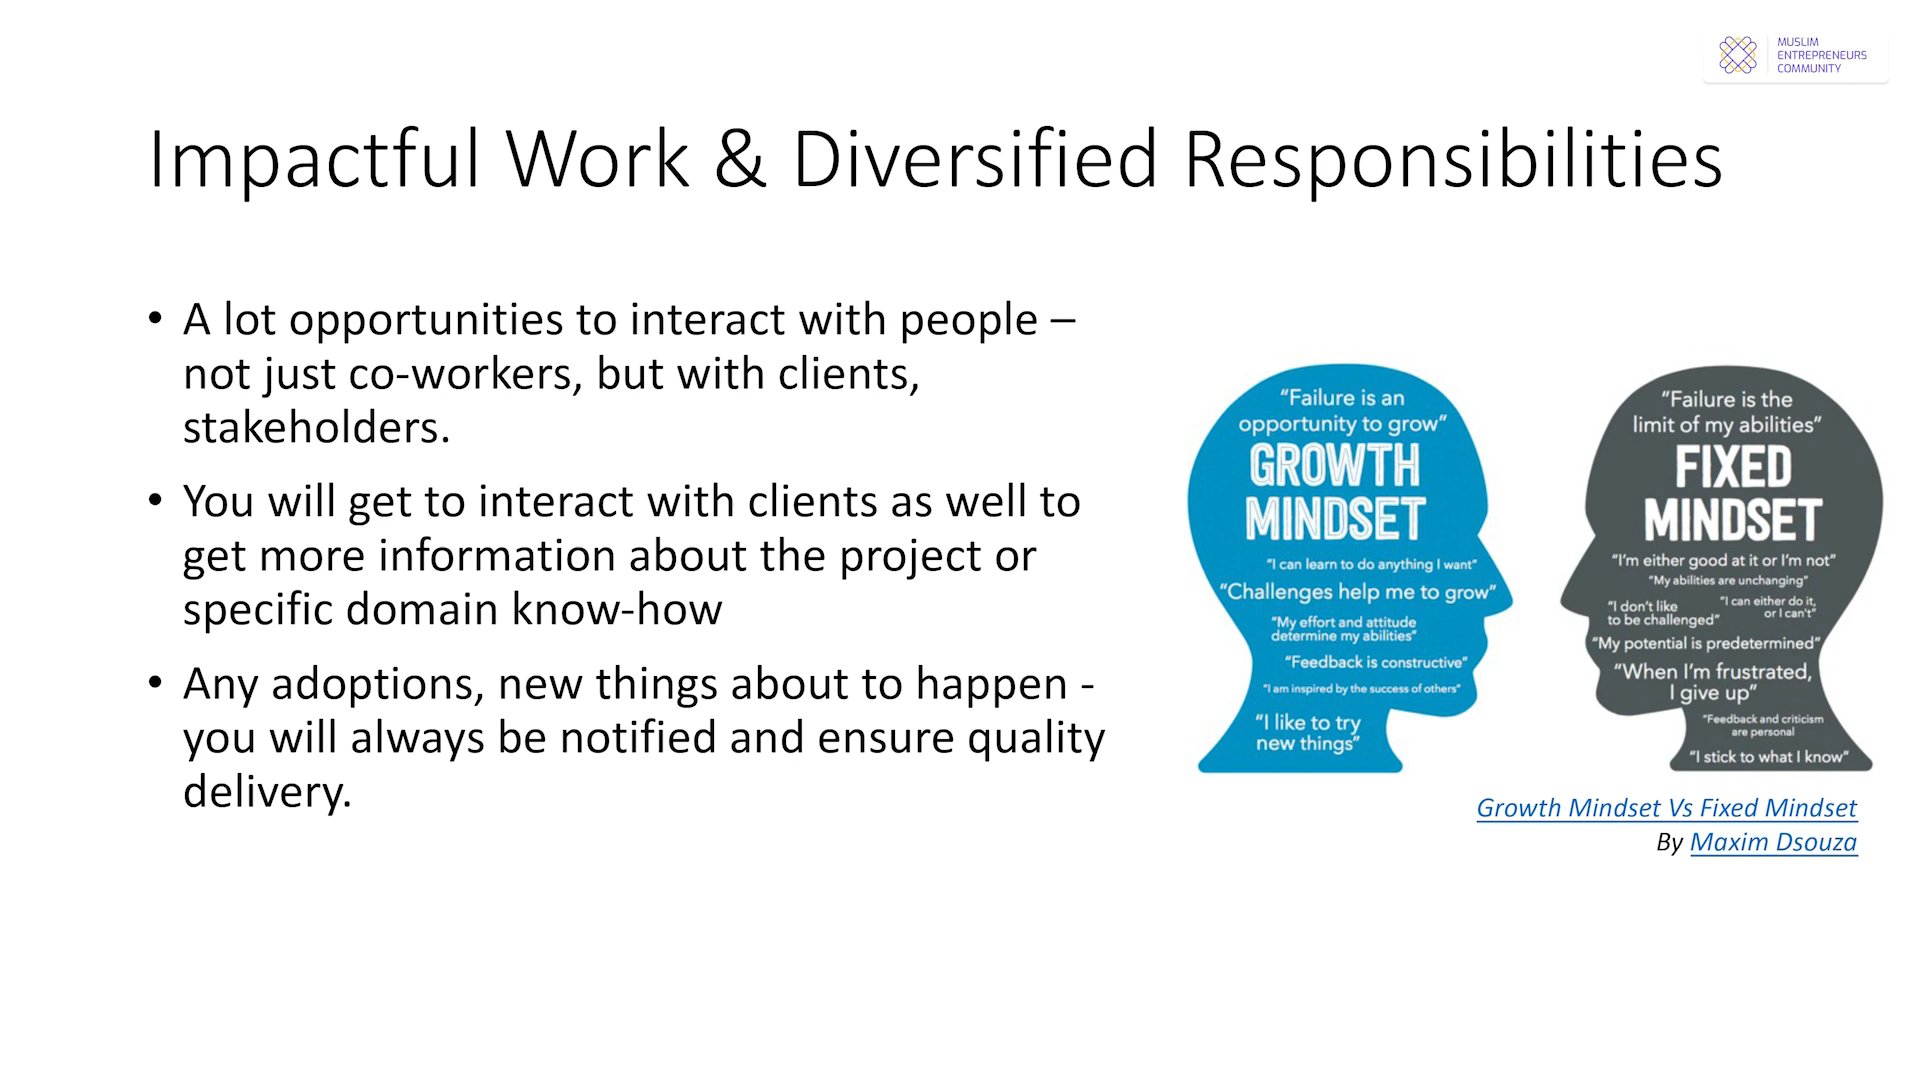 MUSLIM
ENTREPRENEURS
COMMUNITY
Impactful Work & Diversified Responsibilities
• A lot opportunities to interact with people –
not just co-workers, but with clients,
stakeholders.
• You will get to interact with clients as well to
get more information about the project or
specific domain know-how
• Any adoptions, new things about to happen -
you will always be notified and ensure quality
delivery.
“Failure is an
opportunity to grow”
GROWTH
MINDSET
“I can learn to do anything I want”
“Challenges help me to grow”
“My effort and attitude
determine my abilities”
“Feedback is constructive”
“I am inspired by the success of others”
“I like to try
new things”
“Failure is the
limit of my abilities”
FIXED
MINDSET
“I’m either good at it or I’m not”
“My abilities are unchanging”
“I don’t like
to be challenged”
“I can either do it,
or I can’t”
“My potential is predetermined”
“When I’m frustrated,
I give up”
“Feedback and criticism
are personal
“I stick to what I know”
Growth Mindset Vs Fixed Mindset
By Maxim Dsouza